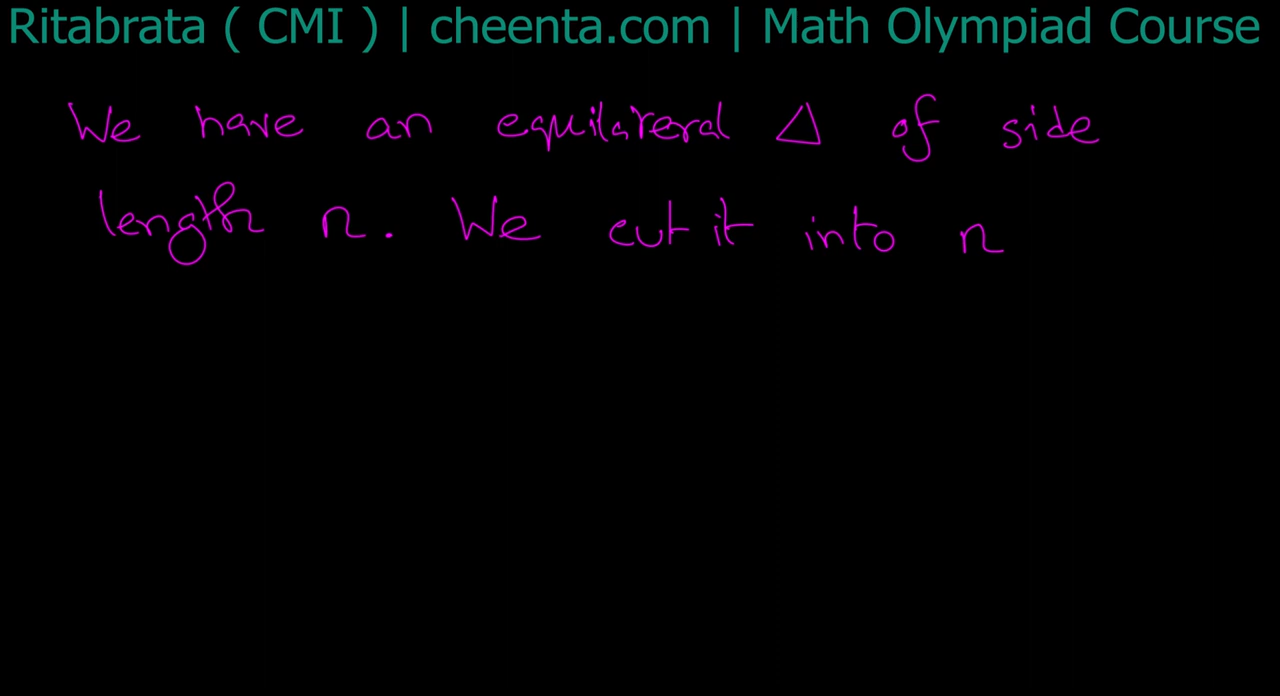 Ritabrata ( CMI ) | cheenta.com | Math Olympiad Course
We have an equilateral Δ of side
length n. We cut it into n